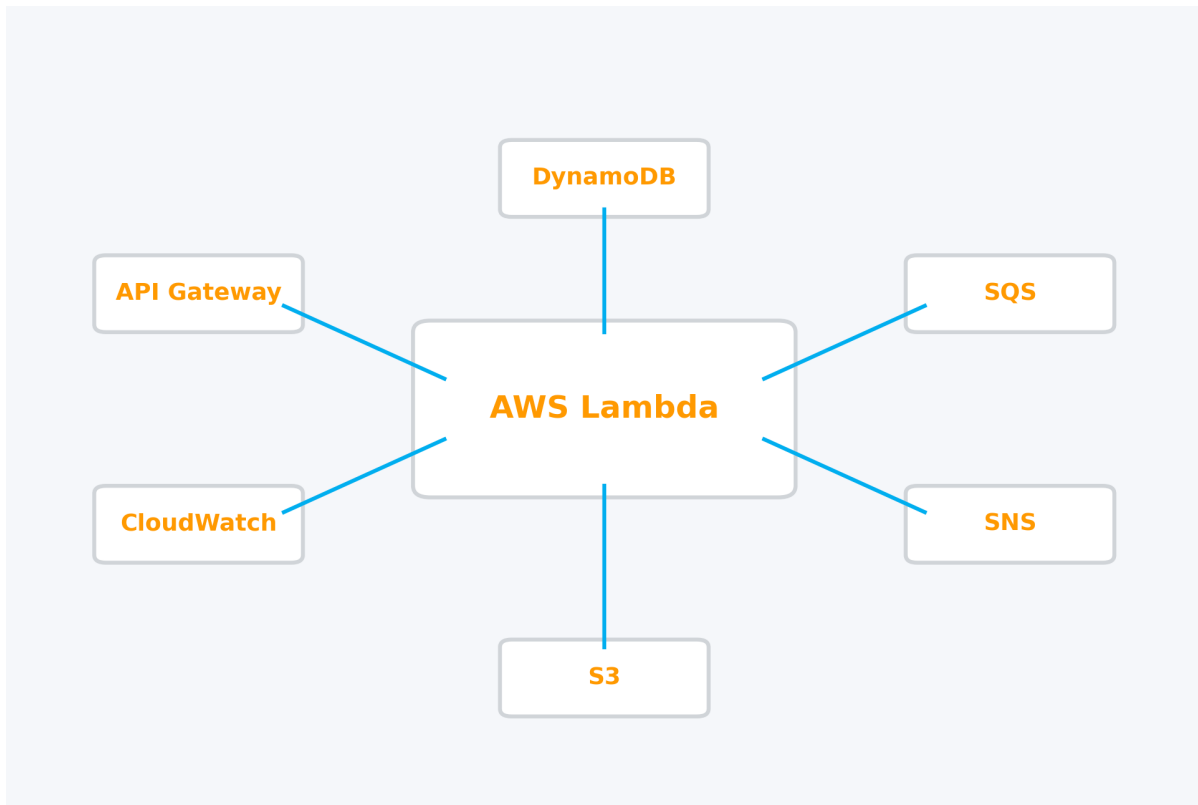 DynamoDB
API Gateway
SQS
AWS Lambda
CloudWatch
SNS
S3